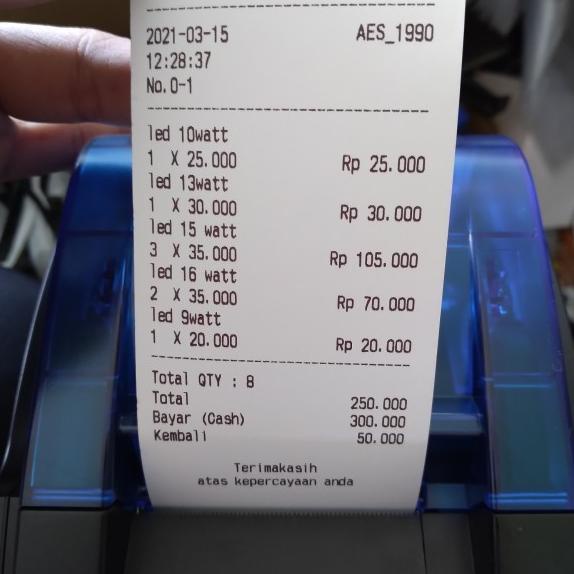 2021-03-15 AES_1990
12:28:37
No.0-1
led 10watt
1 X 25.000 Rp 25.000
led 13watt
1 X 30.000 Rp 30.000
led 15 watt
3 X 35.000 Rp 105.000
led 16 watt
2 X 35.000 Rp 70.000
led 9watt
1 X 20.000 Rp 20.000
Total QTY : 8
Total 250.000
Bayar (Cash) 300.000
Kembali 50.000
Terimakasih
atas kepercayaan anda